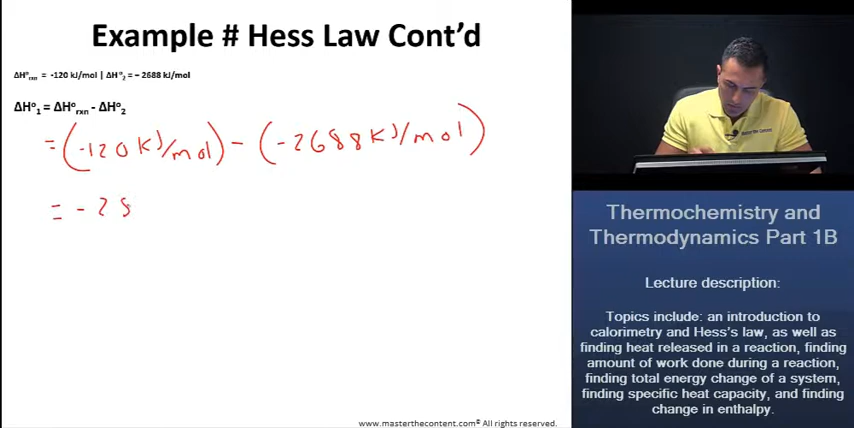 Example # Hess Law Cont'd
ΔH°rxn = -120 kJ/mol | ΔH°2 = – 2688 kJ/mol
ΔH°1 = ΔH°rxn - ΔH°2
= (-120 kJ/mol) - (-2688 kJ/mol)
= - 28
Master the Content
Thermochemistry and
Thermodynamics Part 1B
Lecture description:
Topics include: an introduction to
calorimetry and Hess's law, as well as
finding heat released in a reaction, finding
amount of work done during a reaction,
finding total energy change of a system,
finding specific heat capacity, and finding
change in enthalpy.
www.masterthecontent.com© All rights reserved.